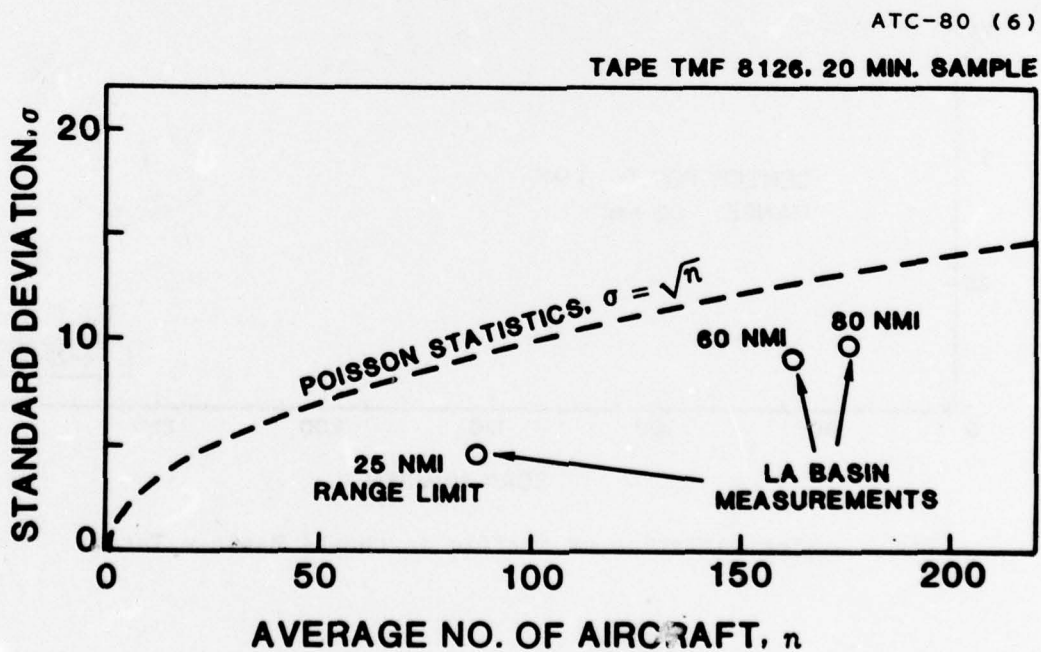 ATC-80 (6)
TAPE TMF 8126, 20 MIN. SAMPLE
STANDARD DEVIATION, σ
20
10
0
POISSON STATISTICS, σ = √n
60 NMI
80 NMI
25 NMI
RANGE LIMIT
LA BASIN
MEASUREMENTS
0
50
100
150
200
AVERAGE NO. OF AIRCRAFT, n